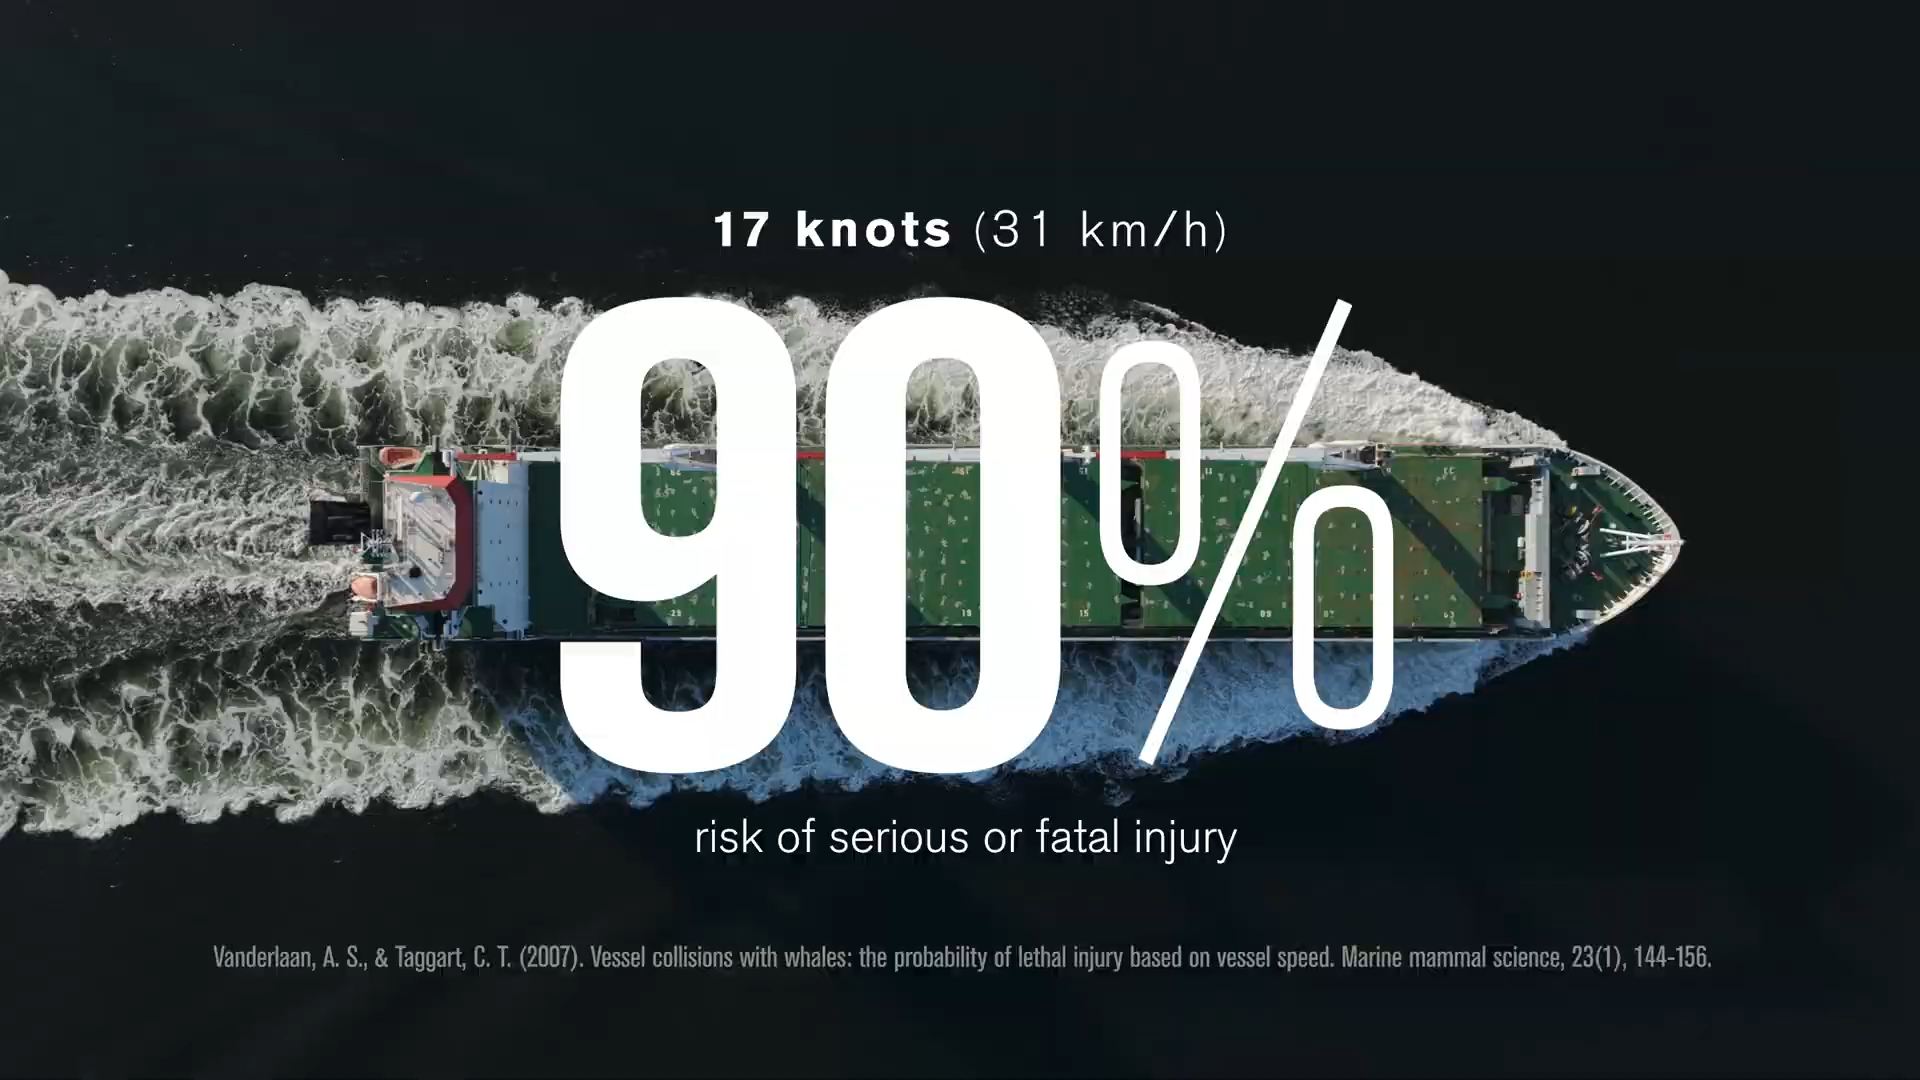 17 knots (31 km/h)
90%
risk of serious or fatal injury
Vanderlaan, A. S., & Taggart, C. T. (2007). Vessel collisions with whales: the probability of lethal injury based on vessel speed. Marine mammal science, 23(1), 144-156.